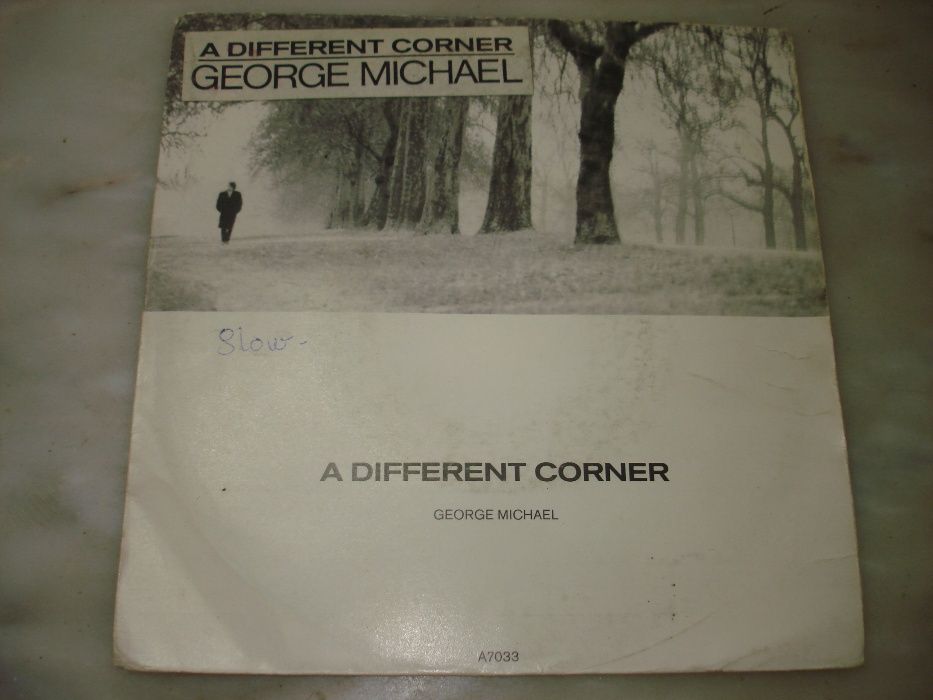 A DIFFERENT CORNER
GEORGE MICHAEL
Slow-
A DIFFERENT CORNER
GEORGE MICHAEL
A7033